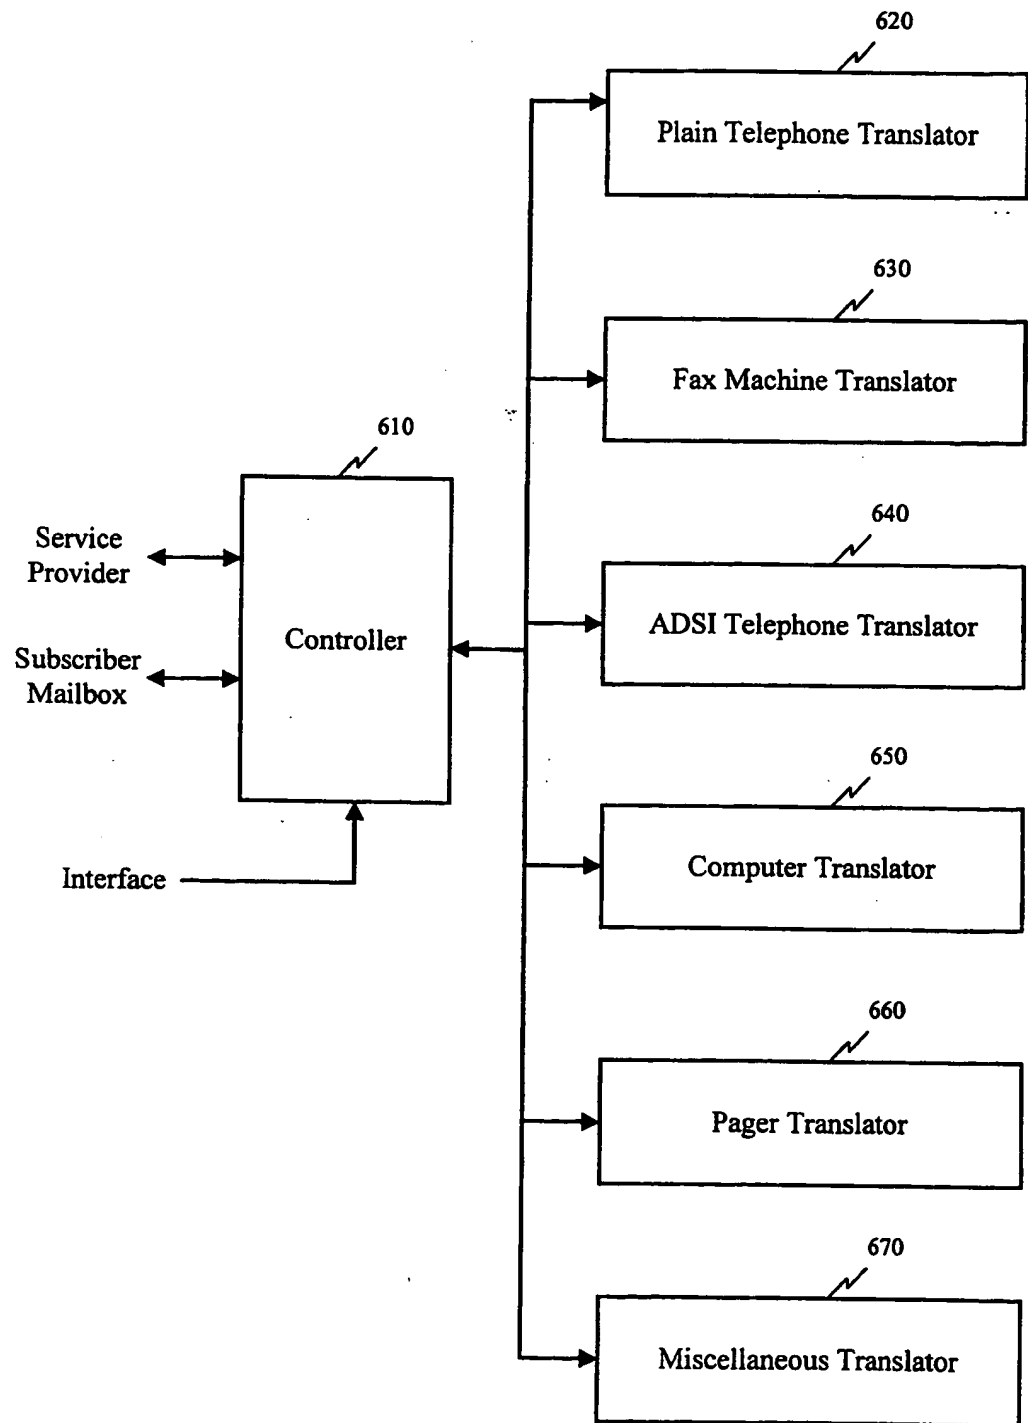 620
Plain Telephone Translator
630
Fax Machine Translator
610
Service
Provider
640
Controller
ADSI Telephone Translator
Subscriber
Mailbox
650
Interface
Computer Translator
660
Pager Translator
670
Miscellaneous Translator